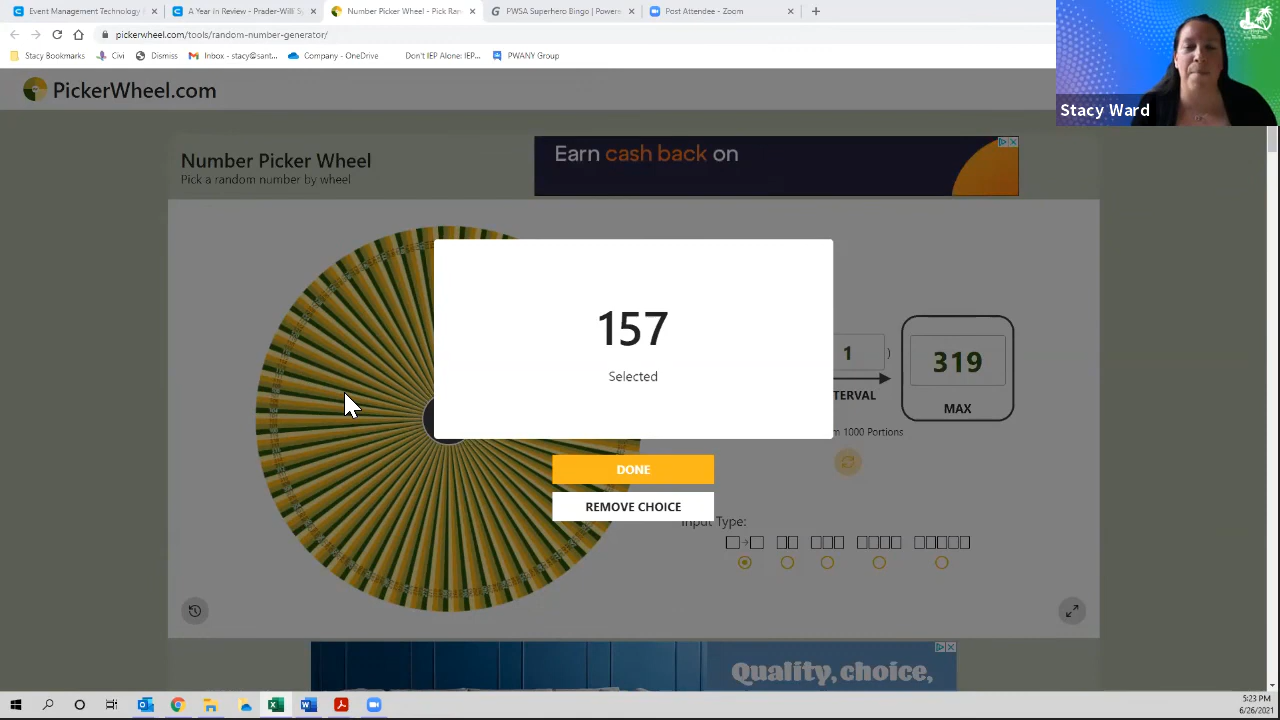 Event Management Technology
A Year in Review - Prader-Willi Sy
Number Picker Wheel - Pick Ran
PWSA Superhero Bingo | Powere
Post Attendee - Zoom
pickerwheel.com/tools/random-number-generator/
Stacy Bookmarks
Civi
Dismiss
Inbox - stacy@sant...
Company - OneDrive
Don't IEP Alone: IEP...
PWANY Group
Stacy Ward
PickerWheel.com
Number Picker Wheel
Pick a random number by wheel
Earn cash back on
157
Selected
1 )
319
TERVAL
MAX
m 1000 Portions
DONE
REMOVE CHOICE
Input Type:
Quality, choice,
5:23 PM
6/26/2021